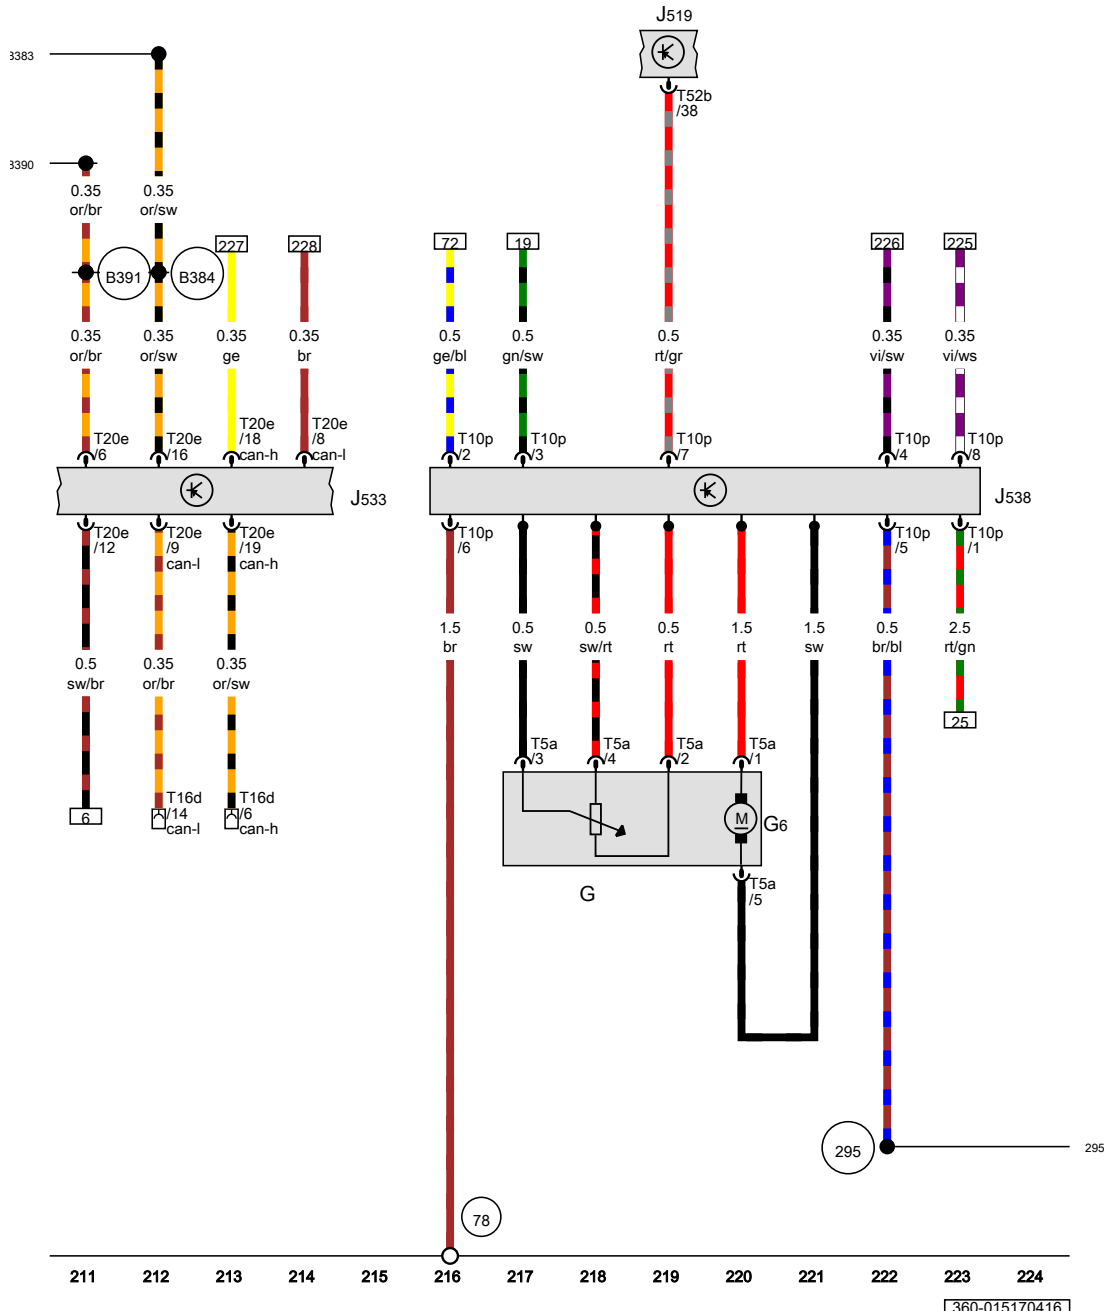 J519
B383
T52b
/38
B390
0.35
or/br
0.35
or/sw
B391
B384
227
228
72
19
226
225
0.35
or/br
0.35
or/sw
0.35
ge
0.35
br
0.5
ge/bl
0.5
gn/sw
0.5
rt/gr
0.35
vi/sw
0.35
vi/ws
T20e
/6
T20e
/16
T20e
/18
can-h
T20e
/8
can-l
T10p
/2
T10p
/3
T10p
/7
T10p
/4
T10p
/8
J533
J538
T20e
/12
T20e
/9
can-l
T20e
/19
can-h
T10p
/6
T10p
/5
T10p
/1
1.5
br
0.5
sw
0.5
sw/rt
0.5
rt
1.5
rt
1.5
sw
0.5
br/bl
2.5
rt/gn
0.5
sw/br
0.35
or/br
0.35
or/sw
25
T5a
/3
T5a
/4
T5a
/2
T5a
/1
6
T16d
/14
can-l
T16d
/6
can-h
M
G6
G
T5a
/5
295
295
78
211 212 213 214 215 216 217 218 219 220 221 222 223 224
360-015170416